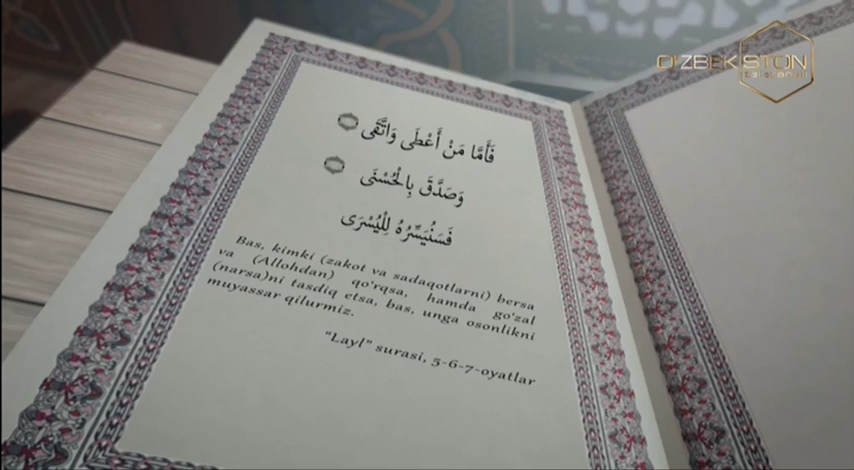 O'ZBEKISTON
فَأَمَّا مَنْ أَعْطَى وَاتَّقَى
وَصَدَّقَ بِالْحُسْنَى
فَسَنُيَسِّرُهُ لِلْيُسْرَى
Bas, kimki (zakot va sadaqotlarni) bersa
va (Allohdan) qo'rqsa, hamda go'zal
(narsa)ni tasdiq etsa, bas, unga osonlikni
muyassar qilurmiz.
"Layl" surasi, 5-6-7-oyatlar